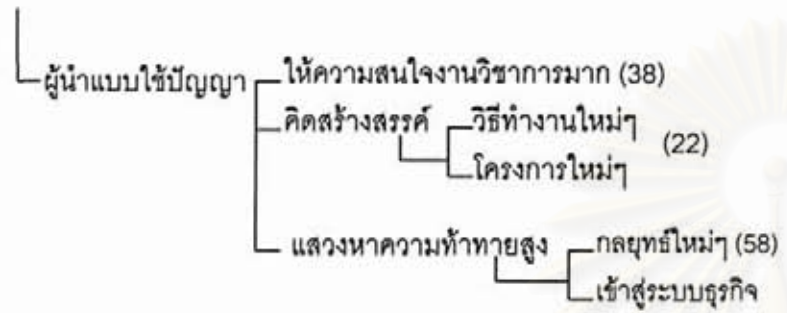 ผู้นำแบบใช้ปัญญา ให้ความสนใจงานวิชาการมาก (38)
คิดสร้างสรรค์ วิธีทำงานใหม่ๆ
(22)
โครงการใหม่ๆ
แสวงหาความท้าทายสูง กลยุทธ์ใหม่ๆ (58)
เข้าสู่ระบบธุรกิจ